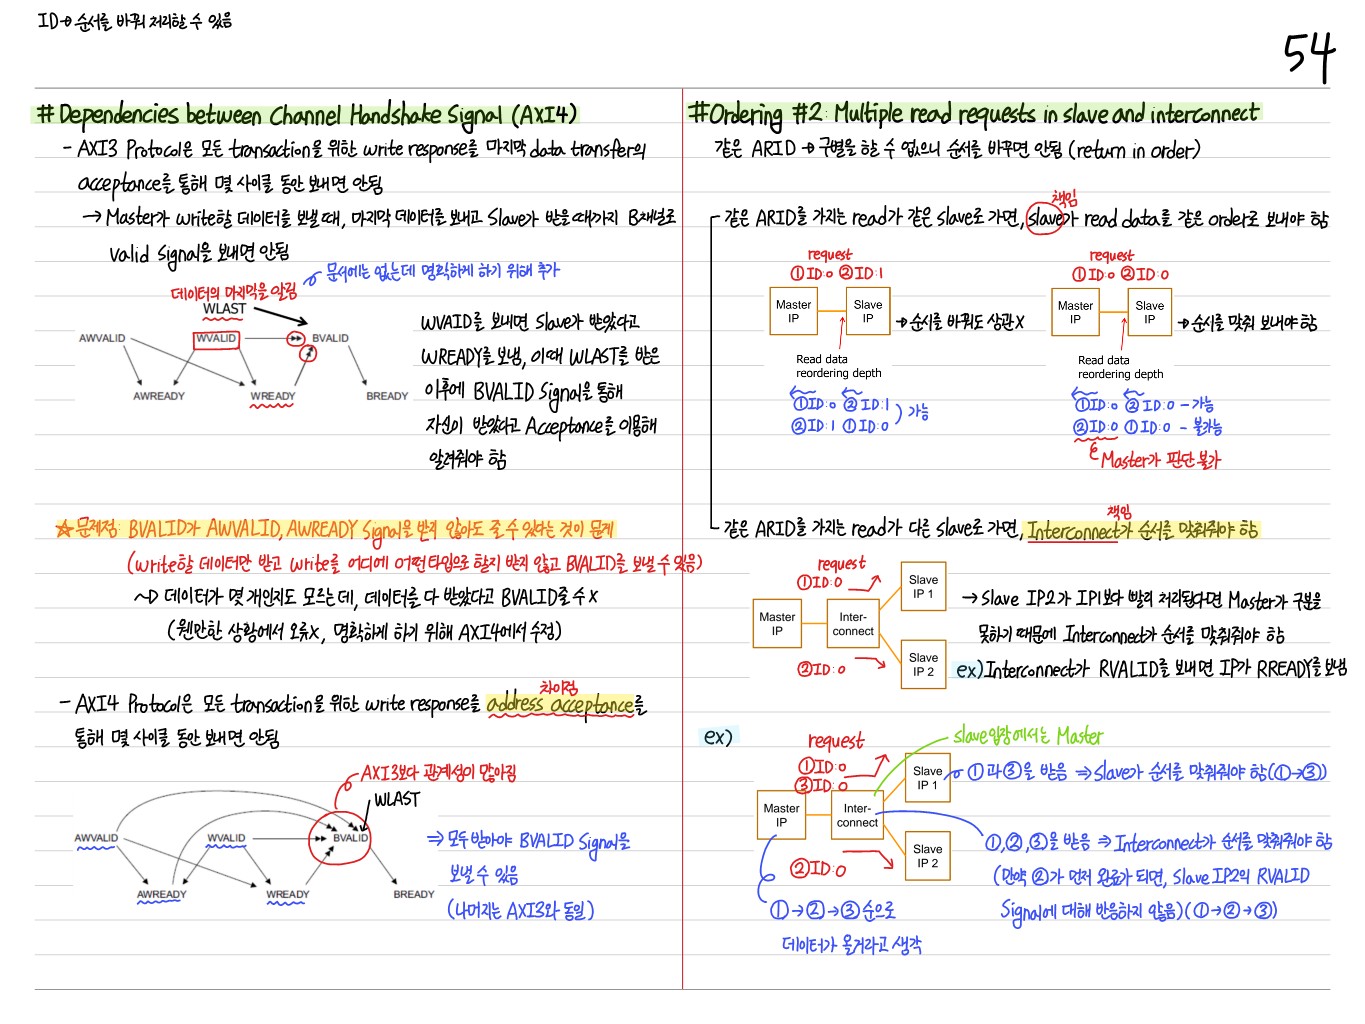 ID→ 순서를 바꿔 처리할 수 있음
54
# Dependencies between Channel Handshake Signal (AXI4)
- AXI3 Protocol은 모든 transaction을 위한 write response를 마지막 data transfer의
acceptance를 통해 몇 사이클 동안 보내면 안됨
→ Master가 write할 데이터를 보낼 때, 마지막 데이터를 보내고 Slave가 받을 때까지 B채널로
valid signal을 보내면 안됨
문서에는 없는데 명확하게 하기 위해 추가
데이터의 마지막을 알림
WLAST
AWVALID
WVALID
BVALID
AWREADY
WREADY
BREADY
WVAID를 보내면 Slave가 받았다고
WREADY를 보냄, 이때 WLAST를 받은
이후에 BVALID Signal을 통해
자신이 받았다고 Acceptance를 이용해
알려줘야 함
☆ 문제점: BVALID가 AWVALID, AWREADY Signal을 받지 않아도 줄 수 있다는 것이 문제
(write할 데이터만 받고 write를 어디에 어떤 타입으로 할지 받지 않고 BVALID를 보낼 수 있음)
~> 데이터가 몇 개인지도 모르는데, 데이터를 다 받았다고 BVALID줄 수 X
(웬만한 상황에서 오류X, 명확하게 하기 위해 AXI4에서 수정)
차이점
- AXI4 Protocol은 모든 transaction을 위한 write response를 address acceptance를
통해 몇 사이클 동안 보내면 안됨
AXI3보다 관계성이 많아짐
WLAST
AWVALID
WVALID
BVALID
AWREADY
WREADY
BREADY
⇒ 모두 받아야 BVALID Signal을
보낼 수 있음
(나머지는 AXI3와 동일)
#Ordering #2: Multiple read requests in slave and interconnect
같은 ARID → 구별을 할 수 없으니 순서를 바꾸면 안됨 (return in order)
책임
같은 ARID를 가지는 read가 같은 slave로 가면, slave가 read data를 같은 order로 보내야 함
request
①ID:0 ②ID:1
Master IP
Slave IP
→순서를 바꿔도 상관X
Read data
reordering depth
①ID:0 ②ID:1
②ID:1 ①ID:0
) 가능
request
①ID:0 ②ID:0
Master IP
Slave IP
→순서를 맞춰 보내야 함
Read data
reordering depth
①ID:0 ②ID:0 - 가능
②ID:0 ①ID:0 - 불가능
Master가 판단 불가
책임
같은 ARID를 가지는 read가 다른 slave로 가면, Interconnect가 순서를 맞춰줘야 함
request
①ID:0
Master IP
Inter-connect
Slave IP 1
Slave IP 2
②ID:0
→ Slave IP2가 IP1보다 빨리 처리된다면 Master가 구분을
못하기 때문에 Interconnect가 순서를 맞춰줘야 함
ex) Interconnect가 RVALID를 보내면 IP가 RREADY를 보냄
ex)
request
①ID:0
③ID:0
Master IP
Inter-connect
Slave IP 1
Slave IP 2
②ID:0
slave입장에서는 Master
①과 ③을 받음 ⇒ Slave가 순서를 맞춰줘야 함 (①→③)
①,②,③을 받음 ⇒ Interconnect가 순서를 맞춰줘야 함
(만약 ②가 먼저 완료가 되면, Slave IP2의 RVALID
Signal에 대해 반응하지 않음) (①→②→③)
①→②→③ 순으로
데이터가 올거라고 생각